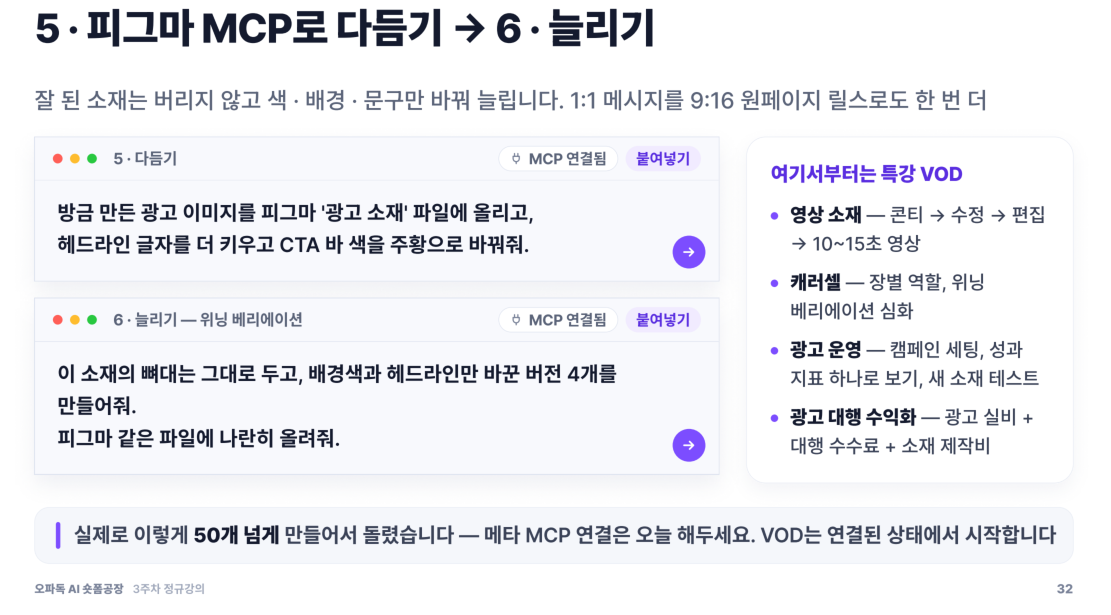 5 · 피그마 MCP로 다듬기 → 6 · 늘리기
잘 된 소재는 버리지 않고 색 · 배경 · 문구만 바꿔 늘립니다. 1:1 메시지를 9:16 원페이지 릴스로도 한 번 더
5 · 다듬기
MCP 연결됨
붙여넣기
방금 만든 광고 이미지를 피그마 '광고 소재' 파일에 올리고,
헤드라인 글자를 더 키우고 CTA 바 색을 주황으로 바꿔줘.
6 · 늘리기 — 위닝 베리에이션
MCP 연결됨
붙여넣기
이 소재의 뼈대는 그대로 두고, 배경색과 헤드라인만 바꾼 버전 4개를
만들어줘.
피그마 같은 파일에 나란히 올려줘.
여기서부터는 특강 VOD
• 영상 소재 — 콘티 → 수정 → 편집
→ 10~15초 영상
• 캐러셀 — 장별 역할, 위닝
베리에이션 심화
• 광고 운영 — 캠페인 세팅, 성과
지표 하나로 보기, 새 소재 테스트
• 광고 대행 수익화 — 광고 실비 +
대행 수수료 + 소재 제작비
실제로 이렇게 50개 넘게 만들어서 돌렸습니다 — 메타 MCP 연결은 오늘 해두세요. VOD는 연결된 상태에서 시작합니다
오파독 AI 숏폼공장 3주차 정규강의
32